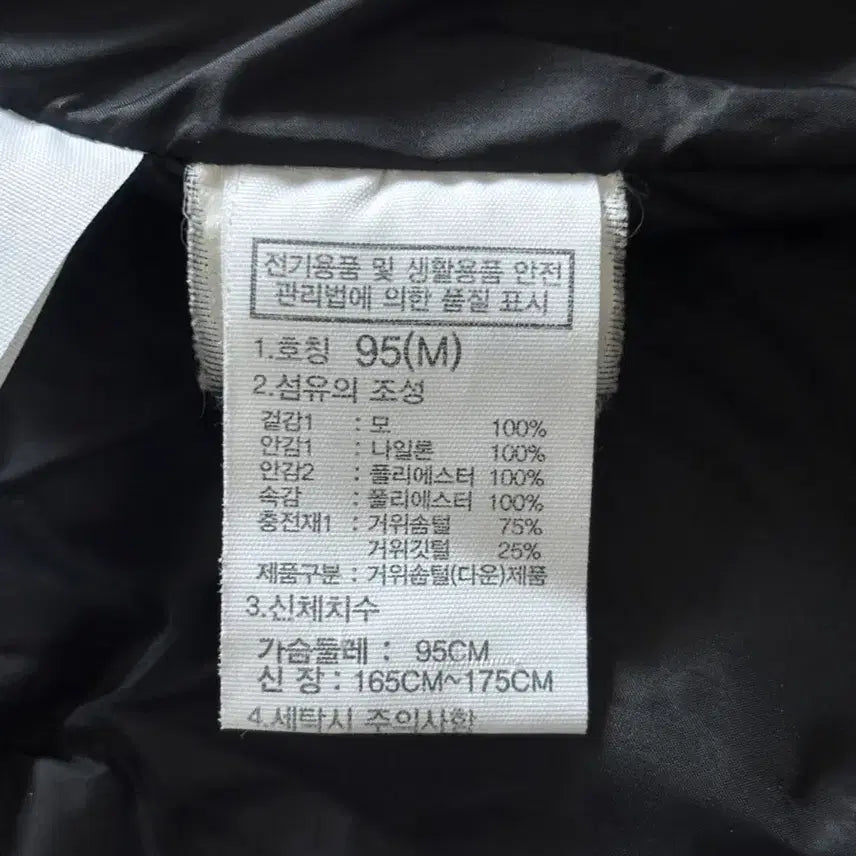 전기용품 및 생활용품 안전
관리법에 의한 품질 표시
1.호칭 95(M)
2.섬유의 조성
겉감1 : 모 100%
안감1 : 나일론 100%
안감2 : 폴리에스터 100%
속감 : 폴리에스터 100%
충전재1 : 거위솜털 75%
거위깃털 25%
제품구분 : 거위솜털(다운)제품
3.신체치수
가슴둘레 : 95CM
신 장 : 165CM~175CM
4.세탁시 주의사항